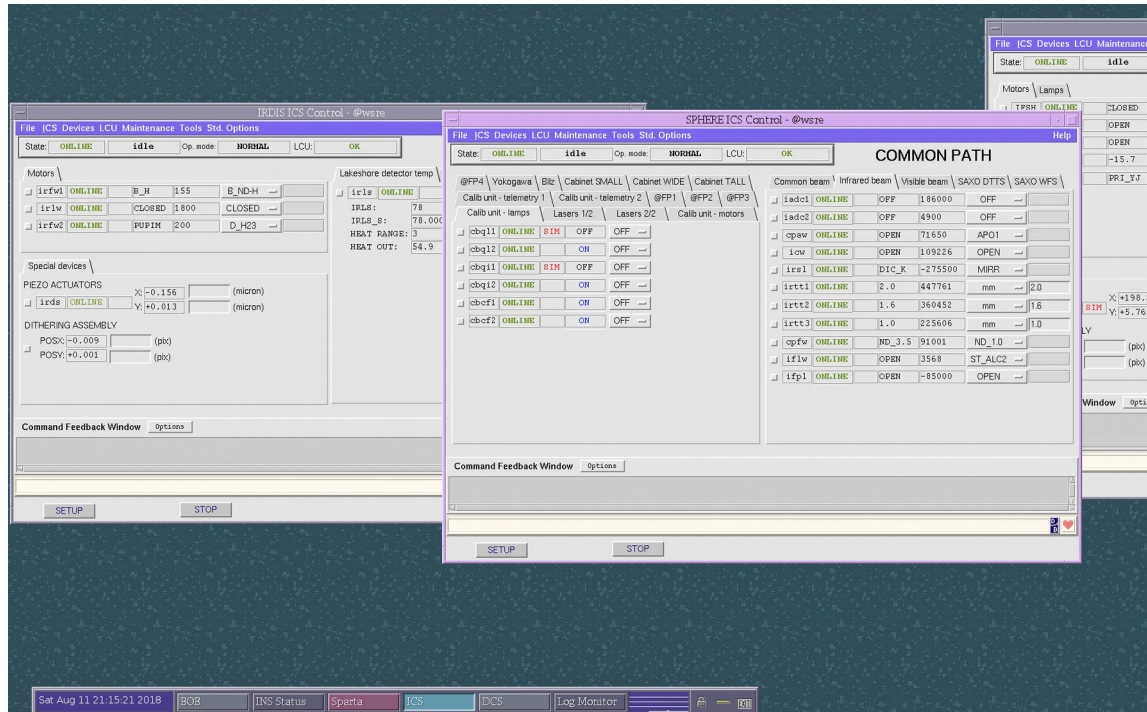 IRDIS ICS Control - @wsre
File ICS Devices LCU Maintenance Tools Std. Options
State: ONLINE idle Op. mode: NORMAL LCU: OK
Motors
irfw1 ONLINE B_H 155 B_ND-H
irlw ONLINE CLOSED 1800 CLOSED
irfw2 ONLINE PUPIM 200 D_H23
Lakeshore detector temp
irls ONLINE
IRLS: 78
IRLS_S: 78.000
HEAT RANGE: 3
HEAT OUT: 54.9
Special devices
PIEZO ACTUATORS
irds ONLINE X: -0.156 (micron)
Y: +0.013 (micron)
DITHERING ASSEMBLY
POSX: -0.009 (pix)
POSY: +0.001 (pix)
Command Feedback Window Options
SETUP STOP
SPHERE ICS Control - @wsre
File ICS Devices LCU Maintenance Tools Std. Options Help
State: ONLINE idle Op. mode: NORMAL LCU: OK
COMMON PATH
@FP4 Yokogawa Bilz Cabinet SMALL Cabinet WIDE Cabinet TALL
Calib unit - telemetry 1 Calib unit - telemetry 2 @FP1 @FP2 @FP3
Calib unit - lamps Lasers 1/2 Lasers 2/2 Calib unit - motors
cbql1 ONLINE SIM OFF OFF
cbql2 ONLINE ON OFF
cbqi1 ONLINE SIM OFF OFF
cbqi2 ONLINE ON OFF
cbcf1 ONLINE ON OFF
cbcf2 ONLINE ON OFF
Common beam Infrared beam Visible beam SAXO DTTS SAXO WFS
iadc1 ONLINE OFF 186000 OFF
iadc2 ONLINE OFF 4900 OFF
cpaw ONLINE OPEN 71650 APO1
icw ONLINE OPEN 109226 OPEN
irsl ONLINE DIC_K -275500 MIRR
irtt1 ONLINE 2.0 447761 mm 2.0
irtt2 ONLINE 1.6 360452 mm 1.6
irtt3 ONLINE 1.0 225606 mm 1.0
cpfw ONLINE ND_3.5 91001 ND_1.0
iflw ONLINE OPEN 3568 ST_ALC2
ifpl ONLINE OPEN -85000 OPEN
Command Feedback Window Options
SETUP STOP
File ICS Devices LCU Maintenance
State: ONLINE idle
Motors Lamps
IFSH ONLINE CLOSED
OPEN
OPEN
-15.7
PRI_YJ
X: +198.
SIM Y: +5.76
(pix)
(pix)
Window
Sat Aug 11 21:15:21 2018 BOB INS Status Sparta ICS DCS Log Monitor